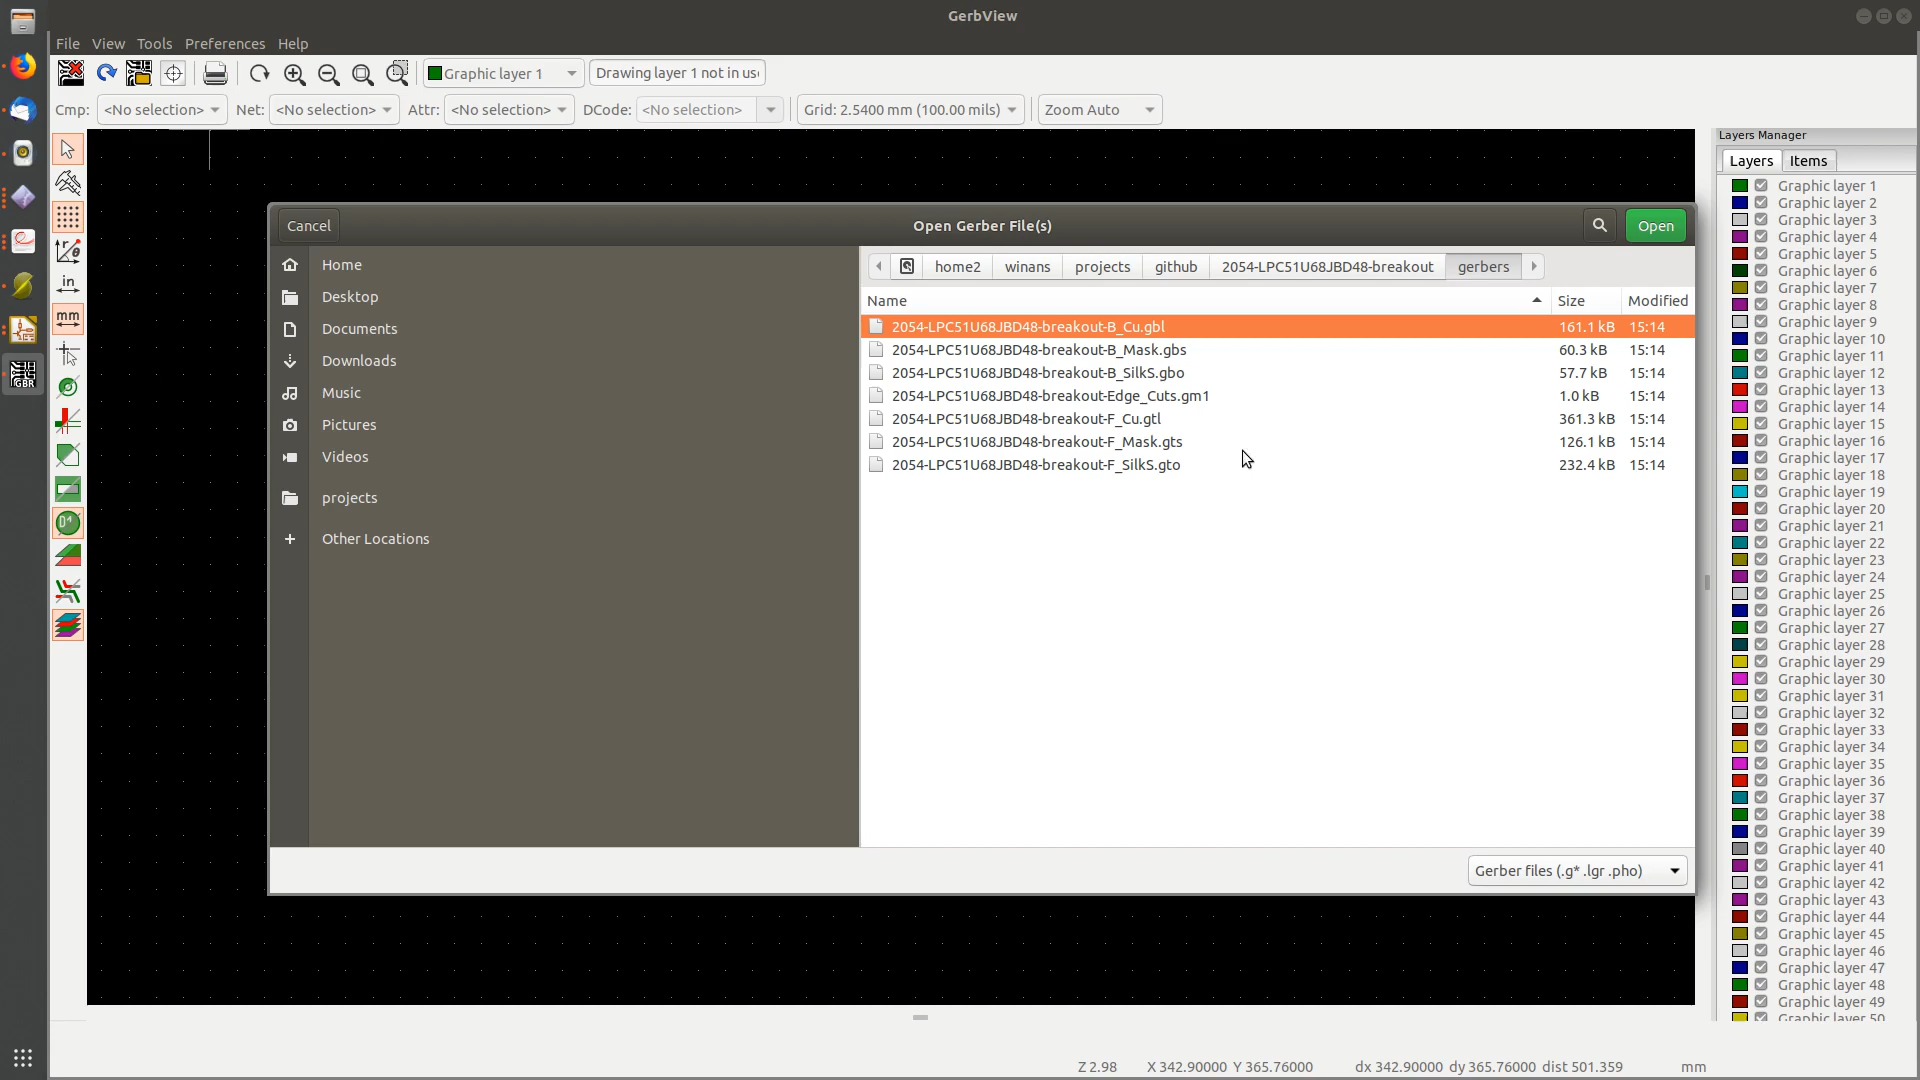 GerbView
File View Tools Preferences Help
Graphic layer 1 Drawing layer 1 not in us
Cmp: <No selection> Net: <No selection> Attr: <No selection> DCode: <No selection> Grid: 2.5400 mm (100.00 mils) Zoom Auto
Layers Manager
Layers Items
Cancel Open Gerber File(s) Open
Home
Desktop
Documents
Downloads
Music
Pictures
Videos
projects
Other Locations
home2 winans projects github 2054-LPC51U68JBD48-breakout gerbers
Name Size Modified
2054-LPC51U68JBD48-breakout-B_Cu.gbl 161.1 kB 15:14
2054-LPC51U68JBD48-breakout-B_Mask.gbs 60.3 kB 15:14
2054-LPC51U68JBD48-breakout-B_SilkS.gbo 57.7 kB 15:14
2054-LPC51U68JBD48-breakout-Edge_Cuts.gm1 1.0 kB 15:14
2054-LPC51U68JBD48-breakout-F_Cu.gtl 361.3 kB 15:14
2054-LPC51U68JBD48-breakout-F_Mask.gts 126.1 kB 15:14
2054-LPC51U68JBD48-breakout-F_SilkS.gto 232.4 kB 15:14
Gerber files (.g* .lgr .pho)
in
mm
GBR
Graphic layer 1
Graphic layer 2
Graphic layer 3
Graphic layer 4
Graphic layer 5
Graphic layer 6
Graphic layer 7
Graphic layer 8
Graphic layer 9
Graphic layer 10
Graphic layer 11
Graphic layer 12
Graphic layer 13
Graphic layer 14
Graphic layer 15
Graphic layer 16
Graphic layer 17
Graphic layer 18
Graphic layer 19
Graphic layer 20
Graphic layer 21
Graphic layer 22
Graphic layer 23
Graphic layer 24
Graphic layer 25
Graphic layer 26
Graphic layer 27
Graphic layer 28
Graphic layer 29
Graphic layer 30
Graphic layer 31
Graphic layer 32
Graphic layer 33
Graphic layer 34
Graphic layer 35
Graphic layer 36
Graphic layer 37
Graphic layer 38
Graphic layer 39
Graphic layer 40
Graphic layer 41
Graphic layer 42
Graphic layer 43
Graphic layer 44
Graphic layer 45
Graphic layer 46
Graphic layer 47
Graphic layer 48
Graphic layer 49
Graphic layer 50
Z 2.98 X 342.90000 Y 365.76000 dx 342.90000 dy 365.76000 dist 501.359 mm